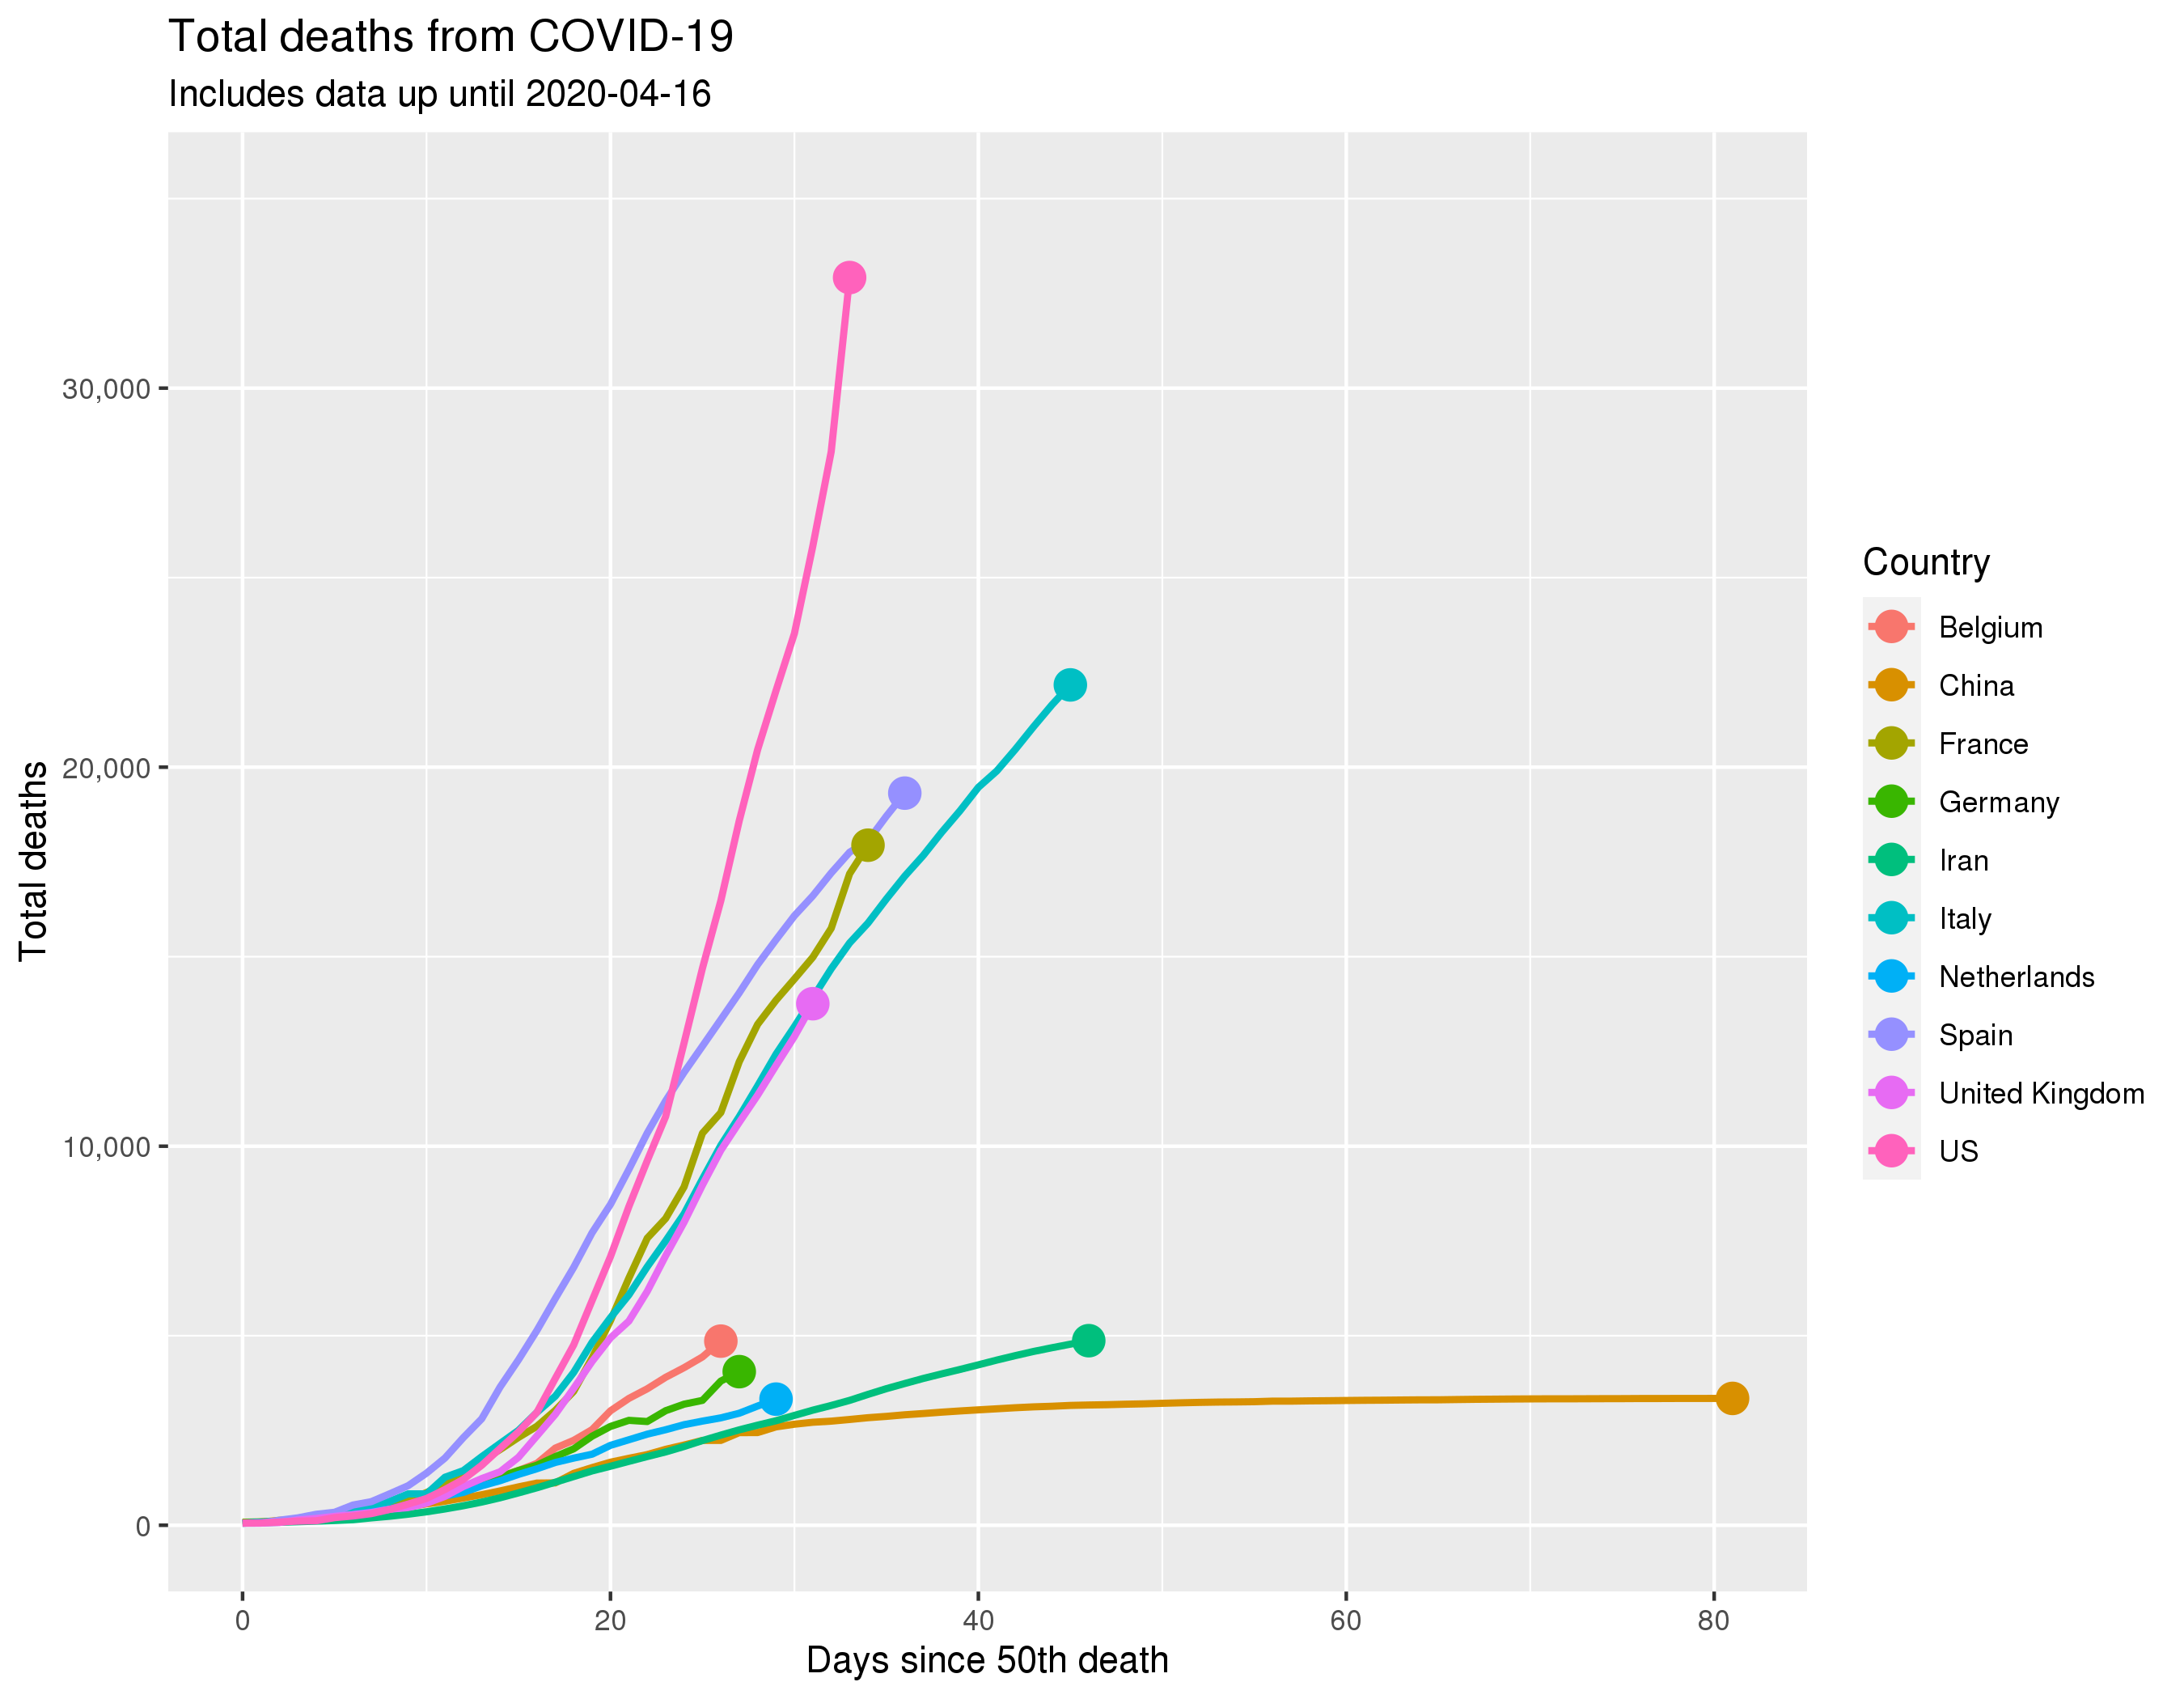 Total deaths from COVID-19
Includes data up until 2020-04-16
Total deaths
30,000
20,000
10,000
0
0 20 40 60 80
Days since 50th death
Country
Belgium
China
France
Germany
Iran
Italy
Netherlands
Spain
United Kingdom
US